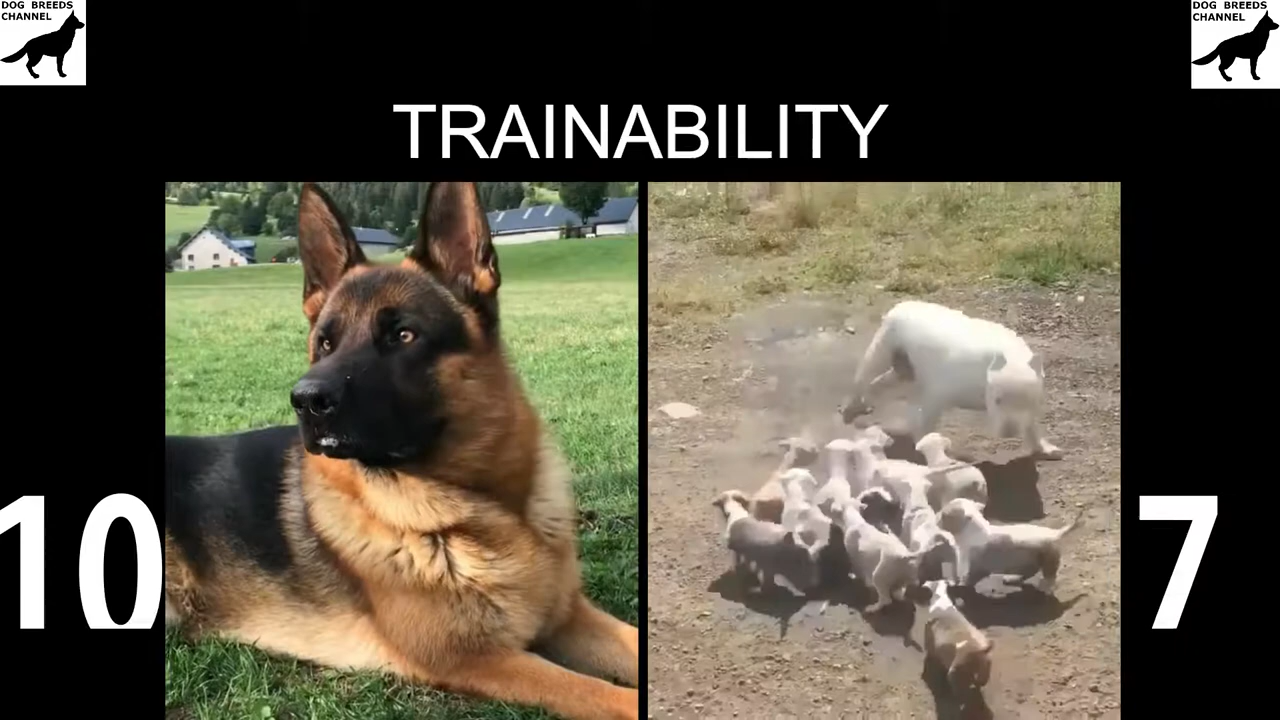 DOG BREEDS
CHANNEL
DOG BREEDS
CHANNEL
TRAINABILITY
10
7